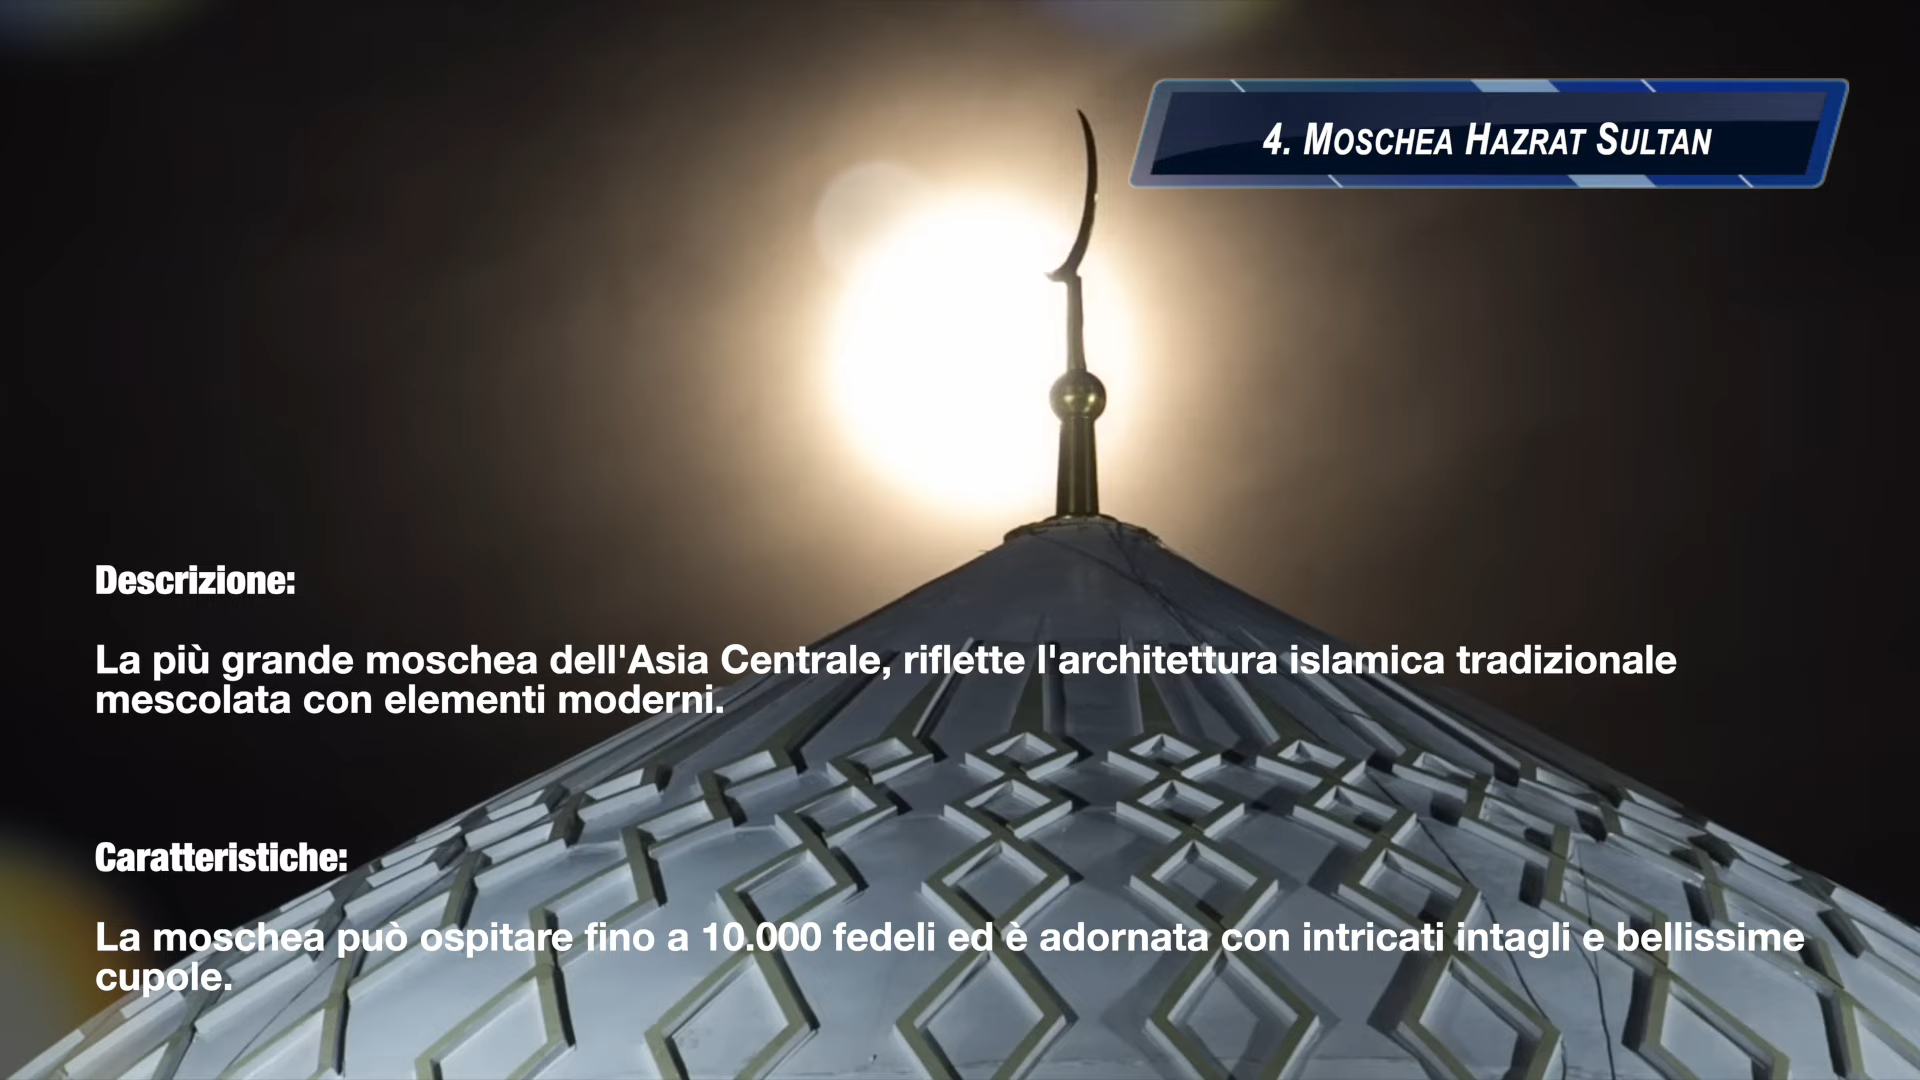 4. Moschea Hazrat Sultan
Descrizione:
La più grande moschea dell'Asia Centrale, riflette l'architettura islamica tradizionale
mescolata con elementi moderni.
Caratteristiche:
La moschea può ospitare fino a 10.000 fedeli ed è adornata con intricati intagli e bellissime
cupole.